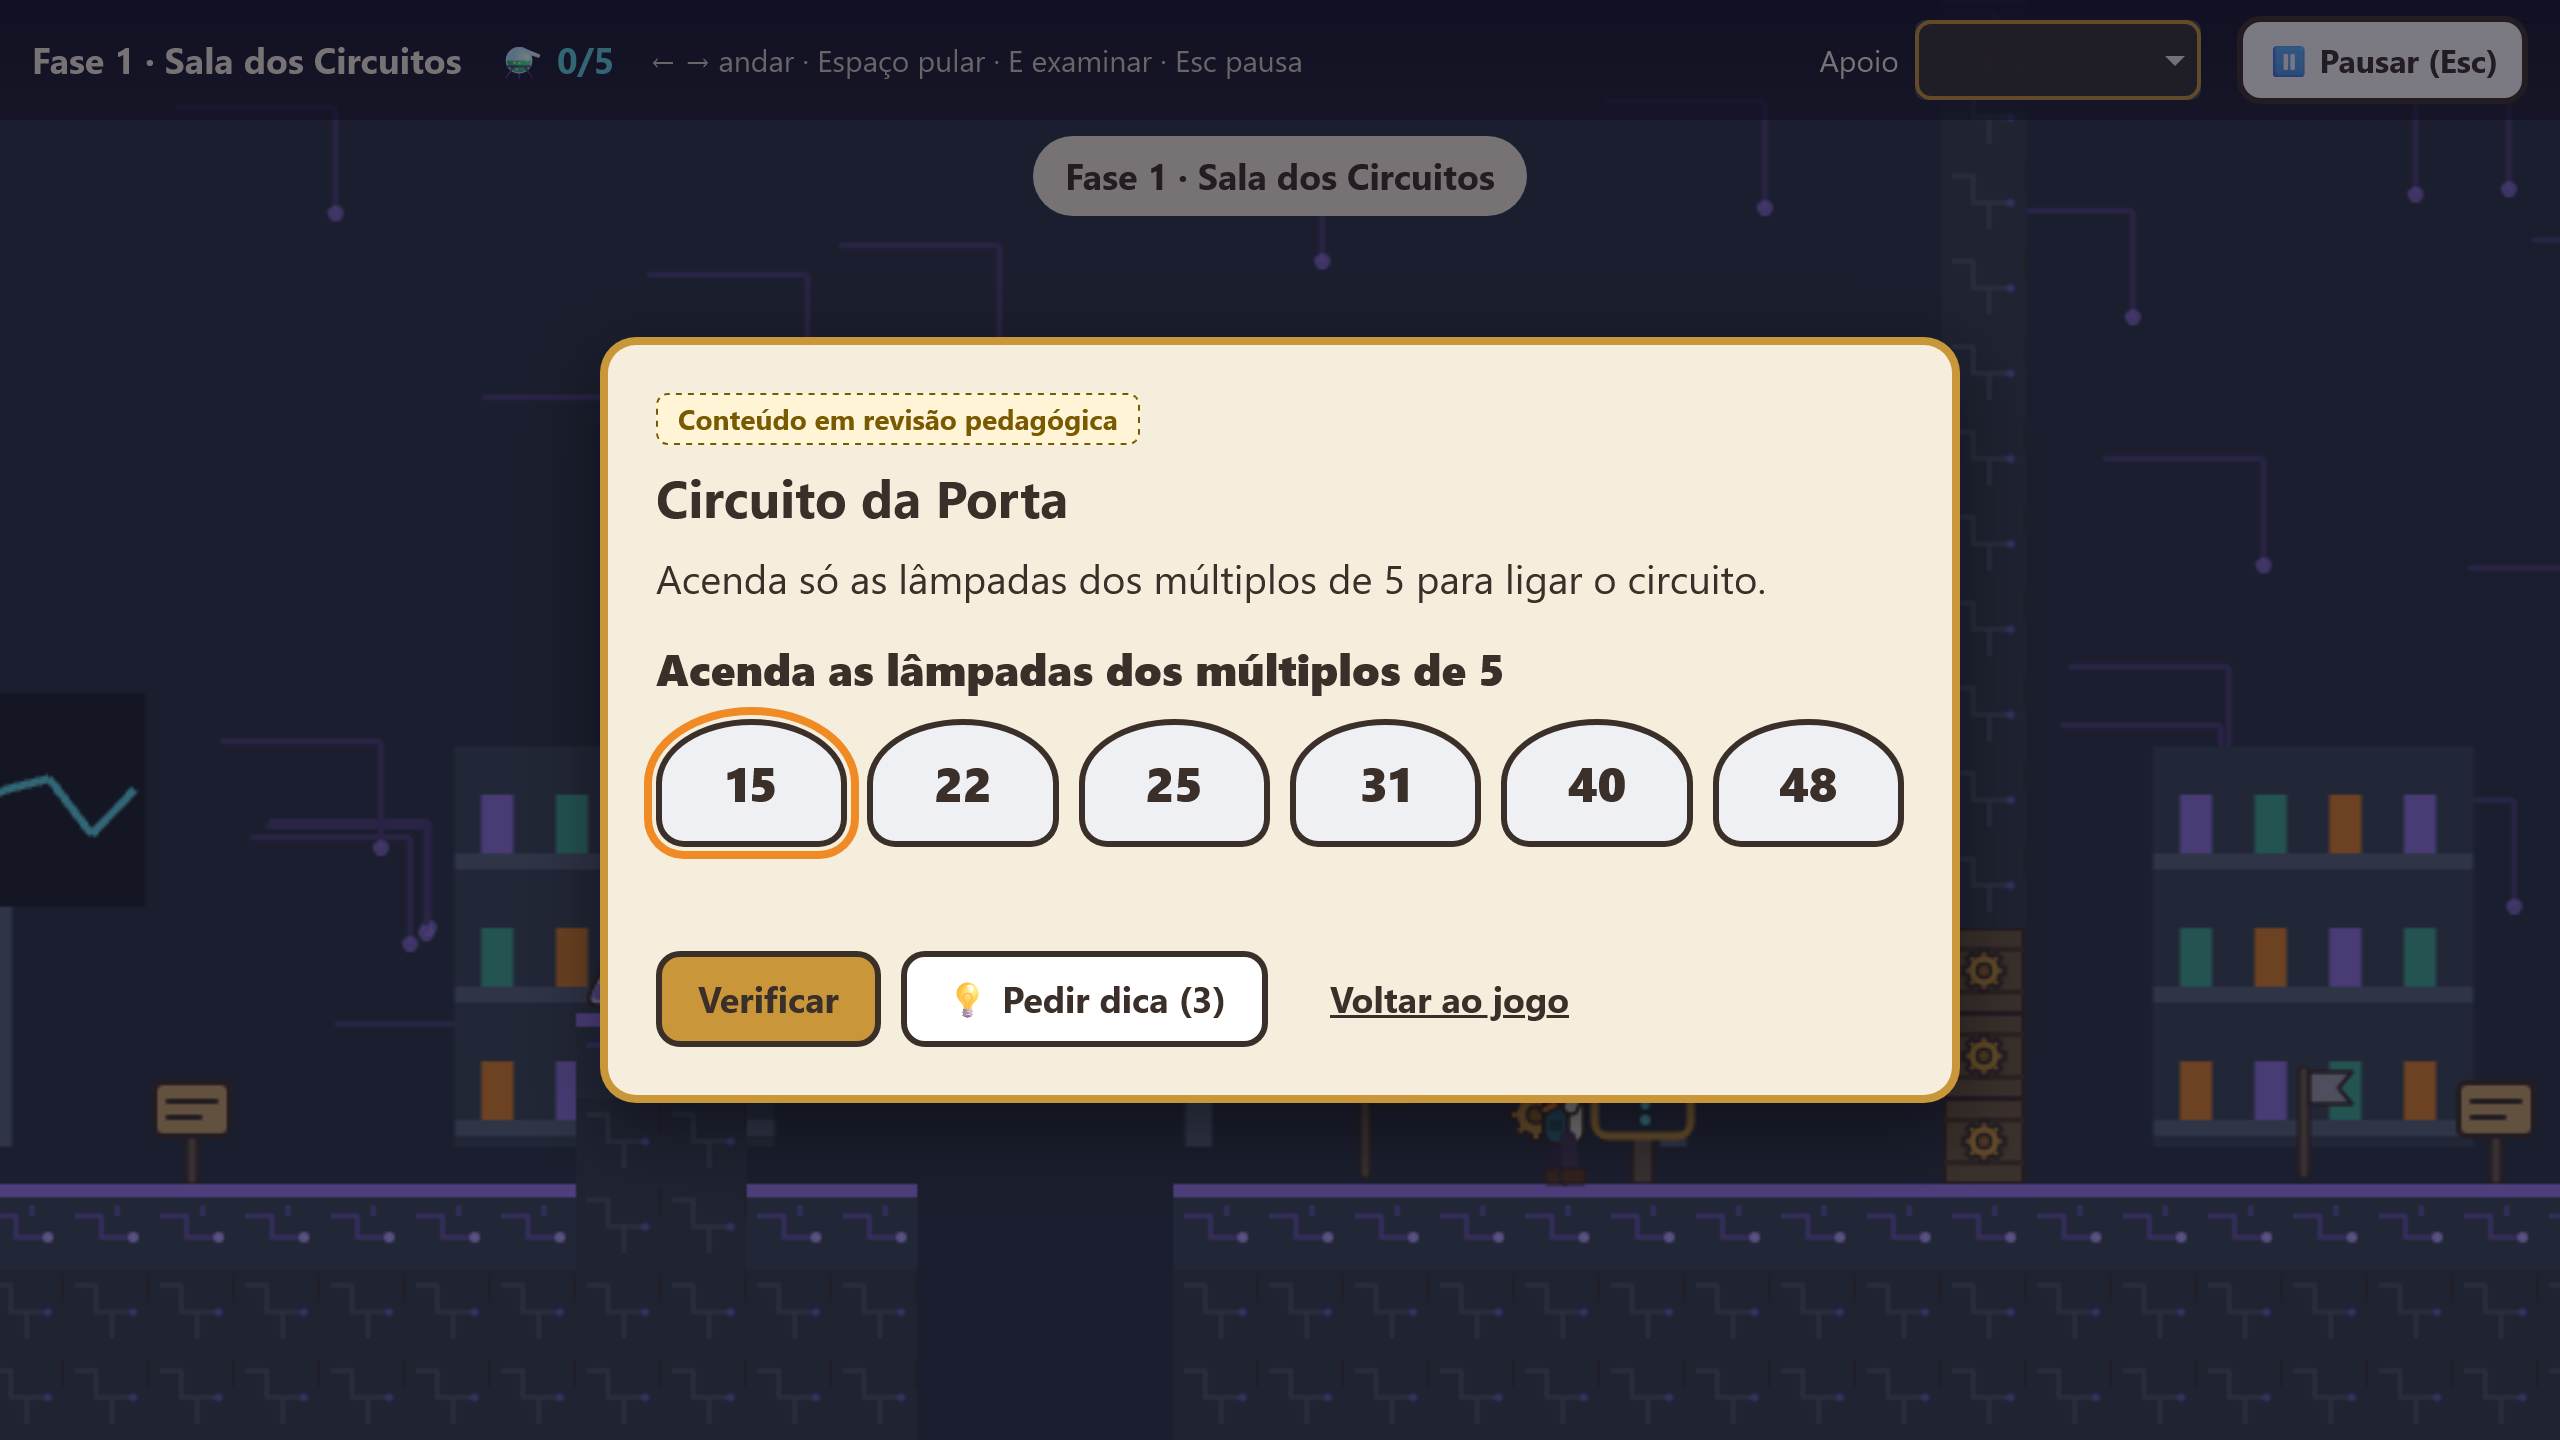 Fase 1 · Sala dos Circuitos
0/5
← → andar · Espaço pular · E examinar · Esc pausa
Apoio
Pausar (Esc)
Fase 1 · Sala dos Circuitos
Conteúdo em revisão pedagógica
Circuito da Porta
Acenda só as lâmpadas dos múltiplos de 5 para ligar o circuito.
Acenda as lâmpadas dos múltiplos de 5
15 22 25 31 40 48
Verificar
Pedir dica (3)
Voltar ao jogo